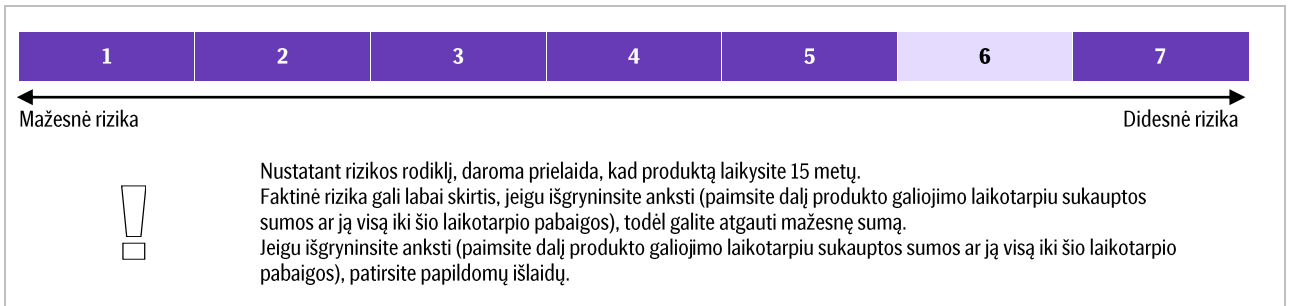 1 2 3 4 5 6 7
Mažesnė rizika Didesnė rizika
Nustatant rizikos rodiklį, daroma prielaida, kad produktą laikysite 15 metų.
Faktinė rizika gali labai skirtis, jeigu išgryninsite anksti (paimsite dalį produkto galiojimo laikotarpiu sukauptos
sumos ar ją visą iki šio laikotarpio pabaigos), todėl galite atgauti mažesnę sumą.
Jeigu išgryninsite anksti (paimsite dalį produkto galiojimo laikotarpiu sukauptos sumos ar ją visą iki šio laikotarpio
pabaigos), patirsite papildomų išlaidų.